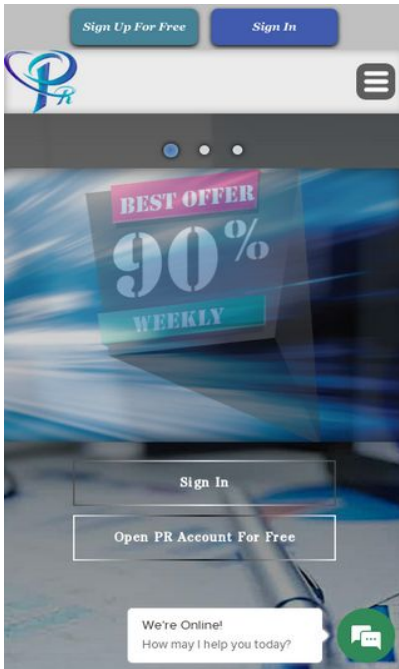 Sign Up For Free
Sign In
PR
BEST OFFER
90%
WEEKLY
Sign In
Open PR Account For Free
We're Online!
How may I help you today?